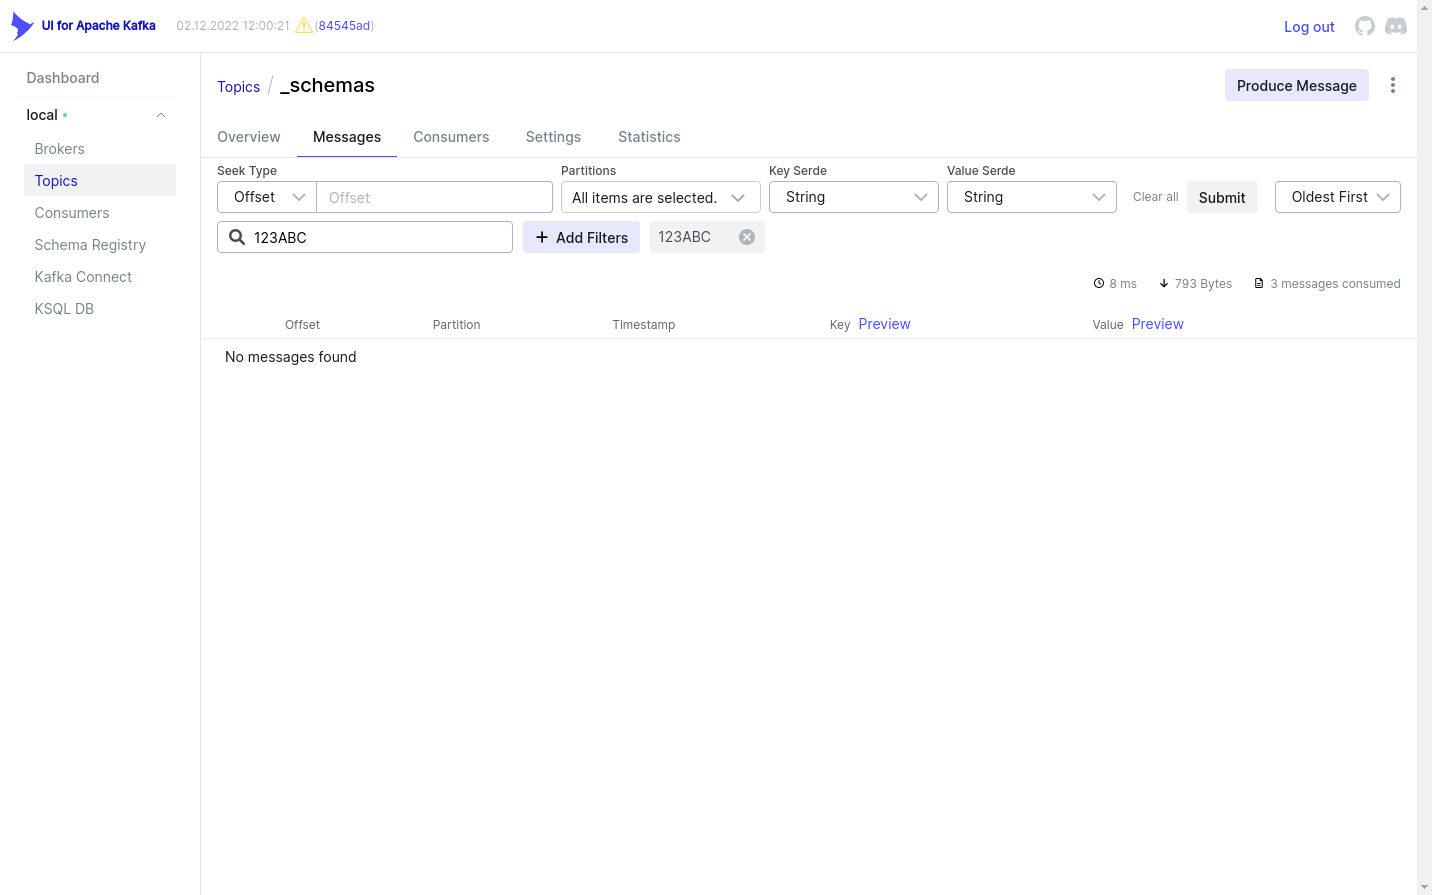 UI for Apache Kafka 02.12.2022 12:00:21 (84545ad) Log out
Dashboard
local
Brokers
Topics
Consumers
Schema Registry
Kafka Connect
KSQL DB
Topics / _schemas Produce Message
Overview Messages Consumers Settings Statistics
Seek Type Partitions Key Serde Value Serde
Offset Offset All items are selected. String String Clear all Submit Oldest First
123ABC Add Filters 123ABC
8 ms 793 Bytes 3 messages consumed
Offset Partition Timestamp Key Preview Value Preview
No messages found